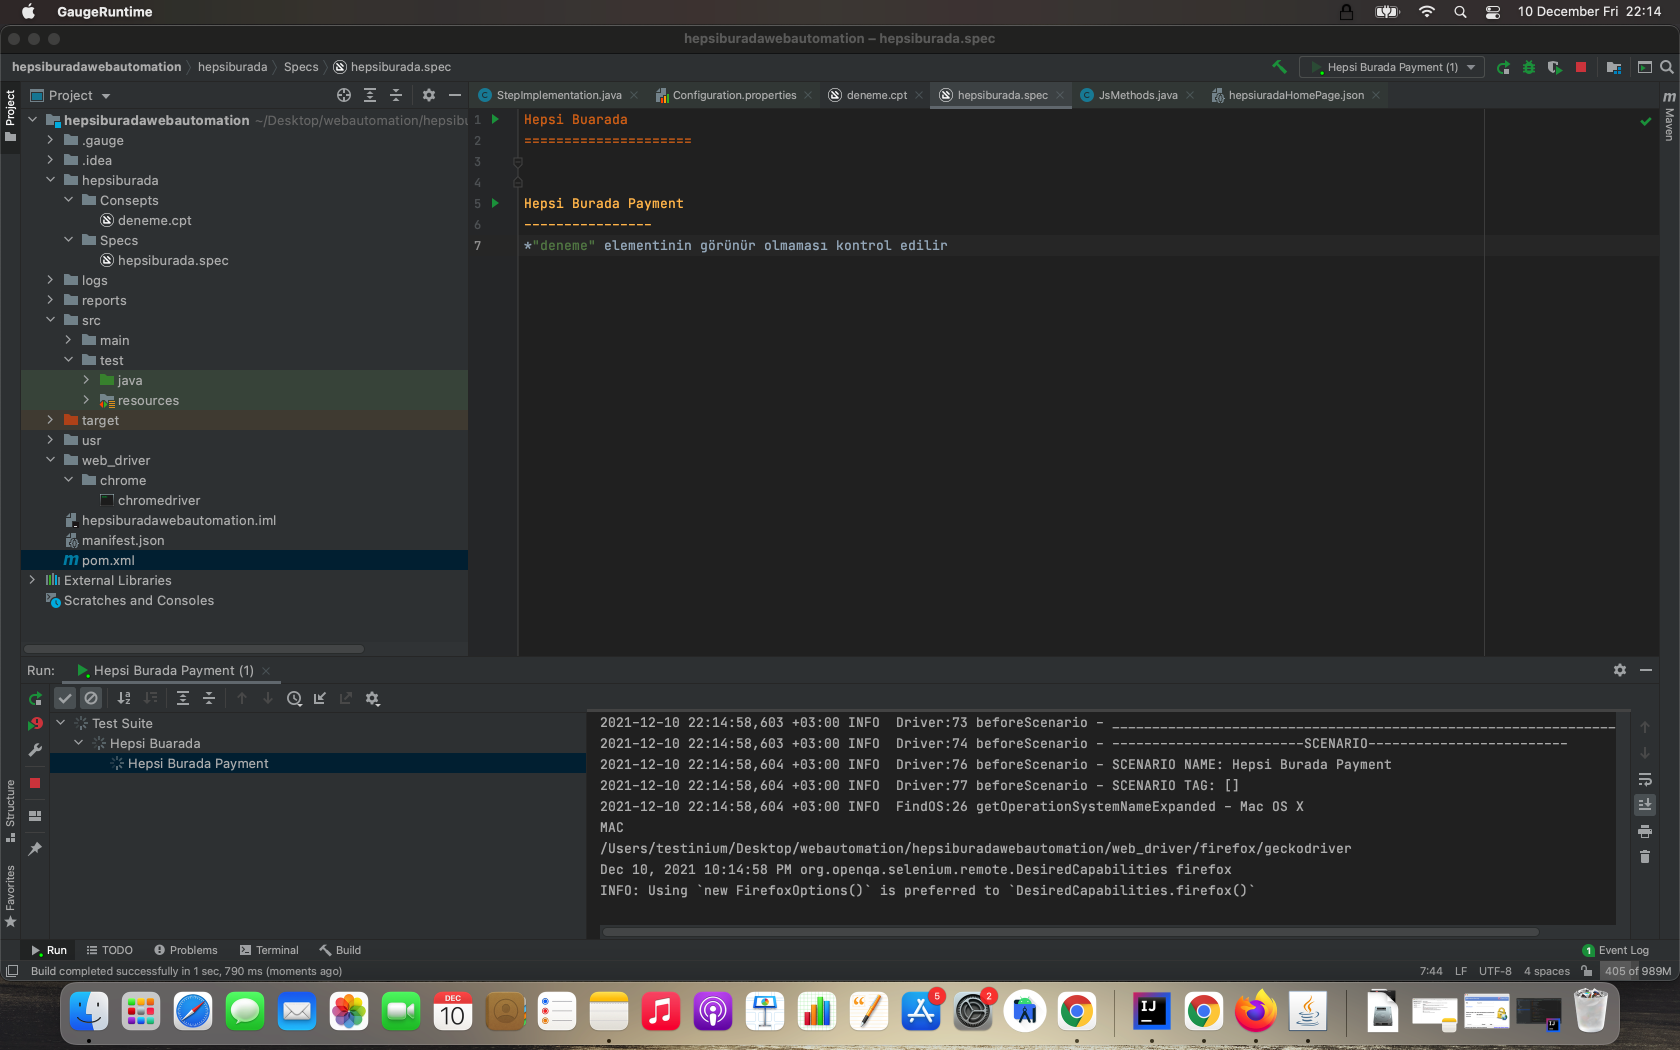 GaugeRuntime
10 December Fri 22:14
hepsiburadawebautomation – hepsiburada.spec
hepsiburadawebautomation
hepsiburada
Specs
hepsiburada.spec
Hepsi Burada Payment (1)
Project
Project
StepImplementation.java
Configuration.properties
deneme.cpt
hepsiburada.spec
JsMethods.java
hepsiuradaHomePage.json
Maven
hepsiburadawebautomation ~/Desktop/webautomation/hepsibu
.gauge
.idea
hepsiburada
Consepts
deneme.cpt
Specs
hepsiburada.spec
logs
reports
src
main
test
java
resources
target
usr
web_driver
chrome
chromedriver
hepsiburadawebautomation.iml
manifest.json
pom.xml
External Libraries
Scratches and Consoles
1 Hepsi Buarada
2 =====================
3
4
5 Hepsi Burada Payment
6 ----------------
7 *"deneme" elementinin görünür olmaması kontrol edilir
Run:
Hepsi Burada Payment (1)
Test Suite
Hepsi Buarada
Hepsi Burada Payment
2021-12-10 22:14:58,603 +03:00 INFO  Driver:73 beforeScenario - _______________________________________________________________
2021-12-10 22:14:58,603 +03:00 INFO  Driver:74 beforeScenario - ------------------------SCENARIO-------------------------
2021-12-10 22:14:58,604 +03:00 INFO  Driver:76 beforeScenario - SCENARIO NAME: Hepsi Burada Payment
2021-12-10 22:14:58,604 +03:00 INFO  Driver:77 beforeScenario - SCENARIO TAG: []
2021-12-10 22:14:58,604 +03:00 INFO  FindOS:26 getOperationSystemNameExpanded - Mac OS X
MAC
/Users/testinium/Desktop/webautomation/hepsiburadawebautomation/web_driver/firefox/geckodriver
Dec 10, 2021 10:14:58 PM org.openqa.selenium.remote.DesiredCapabilities firefox
INFO: Using `new FirefoxOptions()` is preferred to `DesiredCapabilities.firefox()`
Structure
Favorites
Run
TODO
Problems
Terminal
Build
1 Event Log
Build completed successfully in 1 sec, 790 ms (moments ago)
7:44 LF UTF-8 4 spaces 405 of 989M
DEC
10
5
2
IJ